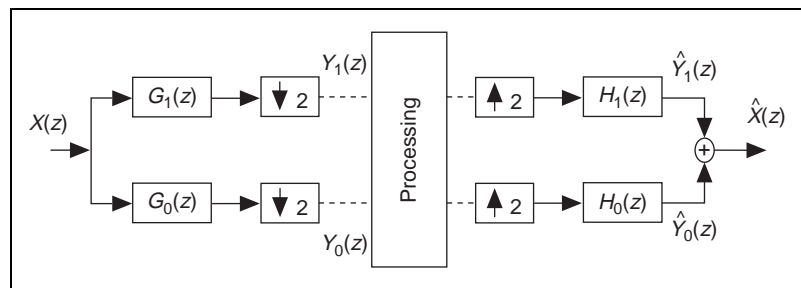 Y₁(z)
Ŷ₁(z)
G₁(z)
2
2
H₁(z)
X(z)
Processing
+
X̂(z)
G₀(z)
2
2
H₀(z)
Y₀(z)
Ŷ₀(z)